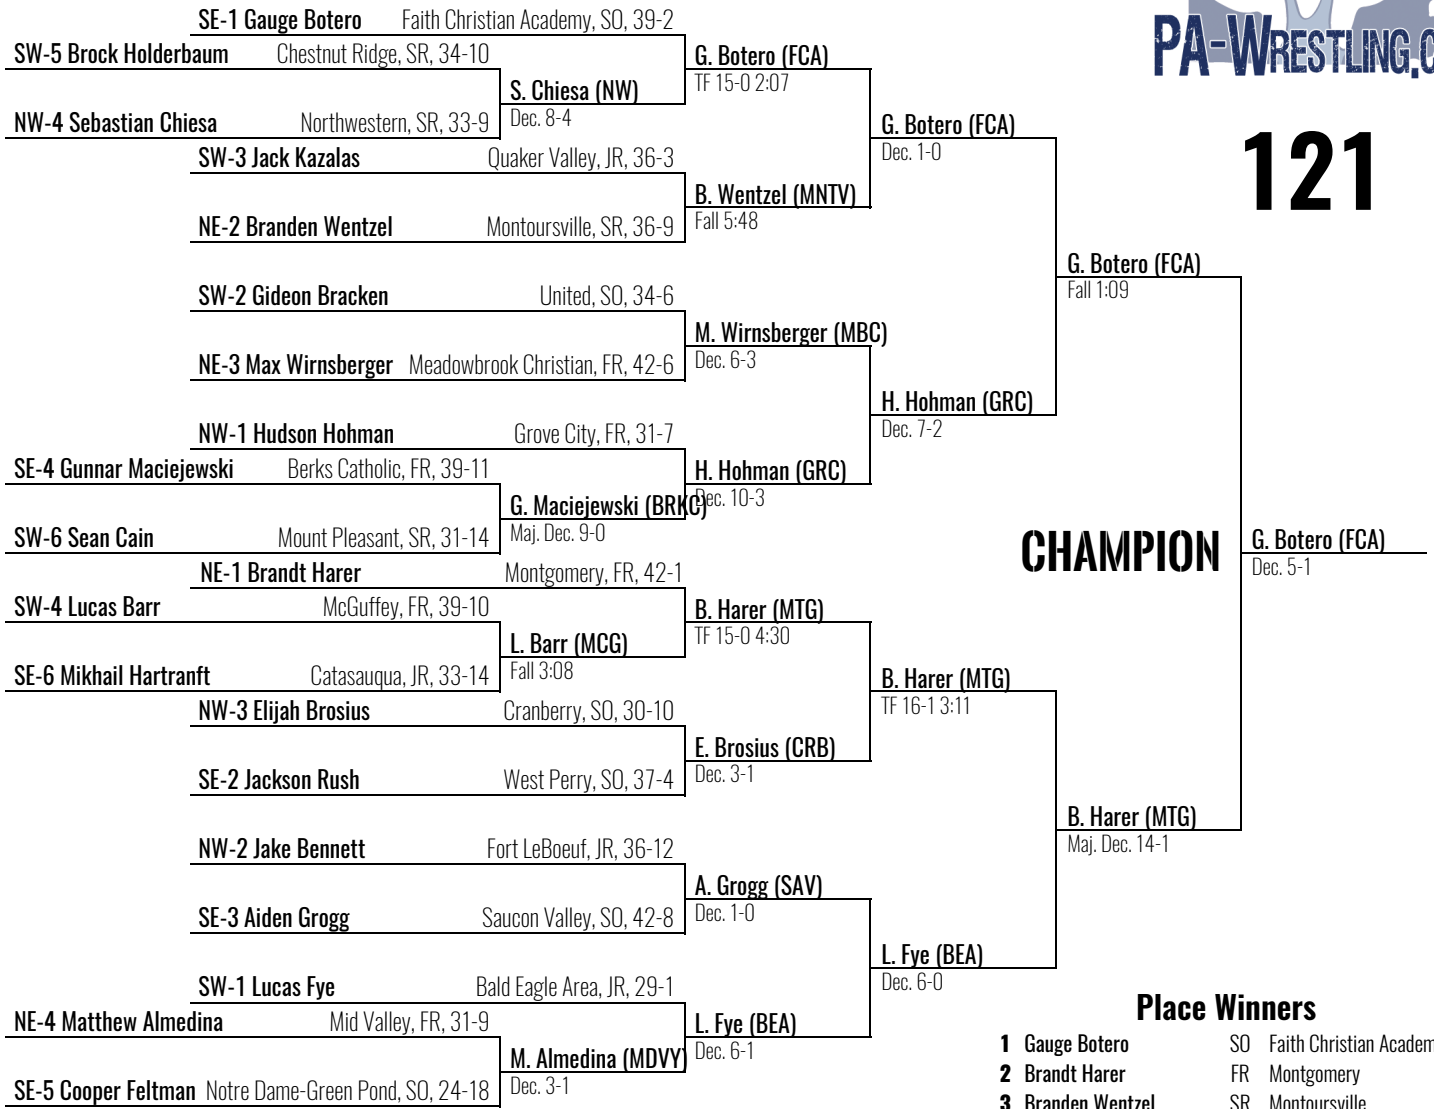 PA-WRESTLING.C
121
SE-1 Gauge Botero Faith Christian Academy, SO, 39-2
SW-5 Brock Holderbaum Chestnut Ridge, SR, 34-10
G. Botero (FCA)
TF 15-0 2:07
S. Chiesa (NW)
Dec. 8-4
NW-4 Sebastian Chiesa Northwestern, SR, 33-9
G. Botero (FCA)
Dec. 1-0
SW-3 Jack Kazalas Quaker Valley, JR, 36-3
B. Wentzel (MNTV)
Fall 5:48
NE-2 Branden Wentzel Montoursville, SR, 36-9
G. Botero (FCA)
Fall 1:09
SW-2 Gideon Bracken United, SO, 34-6
M. Wirnsberger (MBC)
Dec. 6-3
NE-3 Max Wirnsberger Meadowbrook Christian, FR, 42-6
H. Hohman (GRC)
Dec. 7-2
NW-1 Hudson Hohman Grove City, FR, 31-7
SE-4 Gunnar Maciejewski Berks Catholic, FR, 39-11
H. Hohman (GRC)
Dec. 10-3
G. Maciejewski (BRKC)
Maj. Dec. 9-0
SW-6 Sean Cain Mount Pleasant, SR, 31-14
CHAMPION
G. Botero (FCA)
Dec. 5-1
NE-1 Brandt Harer Montgomery, FR, 42-1
SW-4 Lucas Barr McGuffey, FR, 39-10
B. Harer (MTG)
TF 15-0 4:30
L. Barr (MCG)
Fall 3:08
SE-6 Mikhail Hartranft Catasauqua, JR, 33-14
B. Harer (MTG)
TF 16-1 3:11
NW-3 Elijah Brosius Cranberry, SO, 30-10
E. Brosius (CRB)
Dec. 3-1
SE-2 Jackson Rush West Perry, SO, 37-4
B. Harer (MTG)
Maj. Dec. 14-1
NW-2 Jake Bennett Fort LeBoeuf, JR, 36-12
A. Grogg (SAV)
Dec. 1-0
SE-3 Aiden Grogg Saucon Valley, SO, 42-8
L. Fye (BEA)
Dec. 6-0
SW-1 Lucas Fye Bald Eagle Area, JR, 29-1
NE-4 Matthew Almedina Mid Valley, FR, 31-9
L. Fye (BEA)
Dec. 6-1
M. Almedina (MDVY)
Dec. 3-1
SE-5 Cooper Feltman Notre Dame-Green Pond, SO, 24-18
Place Winners
1 Gauge Botero SO Faith Christian Academ
2 Brandt Harer FR Montgomery
3 Branden Wentzel SR Montoursville